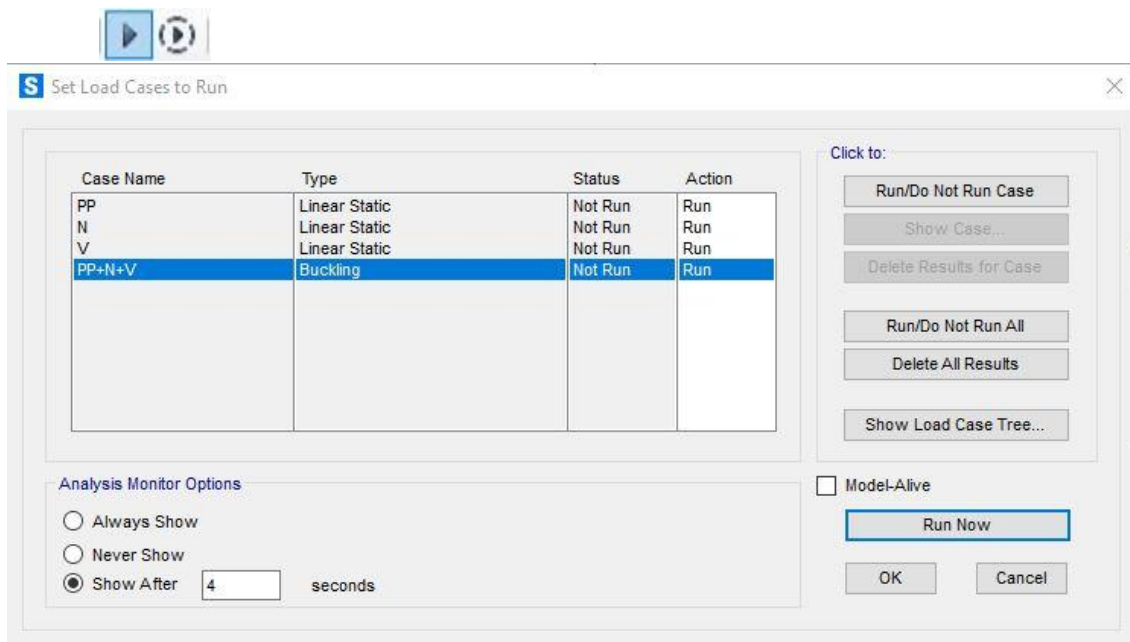 S Set Load Cases to Run
Click to:
Case Name Type Status Action
PP Linear Static Not Run Run
N Linear Static Not Run Run
V Linear Static Not Run Run
PP+N+V Buckling Not Run Run
Run/Do Not Run Case
Show Case...
Delete Results for Case
Run/Do Not Run All
Delete All Results
Show Load Case Tree...
Analysis Monitor Options
Always Show
Never Show
Show After 4 seconds
Model-Alive
Run Now
OK Cancel